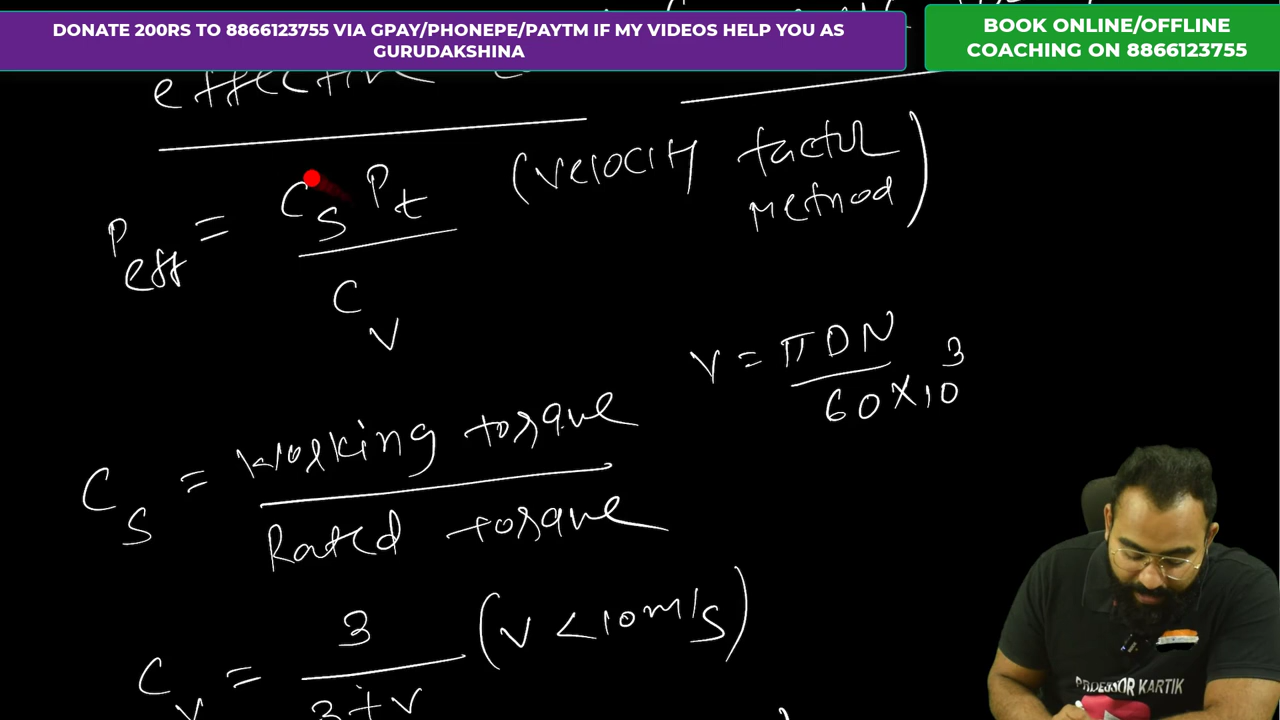 DONATE 200RS TO 8866123755 VIA GPAY/PHONEPE/PAYTM IF MY VIDEOS HELP YOU AS
GURUDAKSHINA
BOOK ONLINE/OFFLINE
COACHING ON 8866123755
effective
(velocity factor
method)
P_eff = C_s P_t / C_v
v = πDN / 60×10^3
C_s = Working torque / Rated torque
C_v = 3 / 3+v (v < 10m/s)
PROFESSOR KARTIK